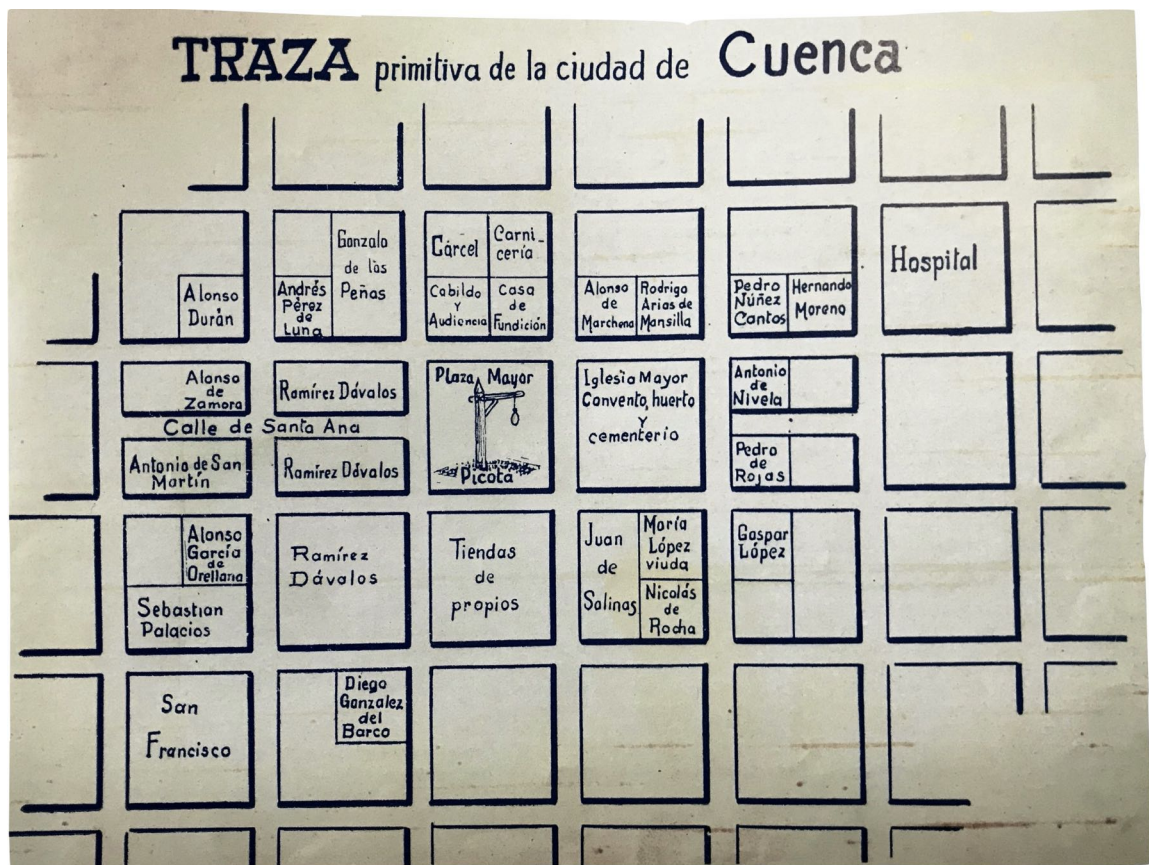 TRAZA primitiva de la ciudad de Cuenca
Alonso
Durán
Andrés
Pérez
de
Luna
Gonzalo
de las
Peñas
Cárcel
Carni_
cería
Cabildo
y
Audiencia
Casa
de
Fundición
Alonso
de
Marchena
Rodrigo
Arias de
Mansilla
Pedro
Núñez
Cantos
Hernando
Moreno
Hospital
Alonso
de
Zamora
Ramírez Dávalos
Calle de Santa Ana
Antonio de San
Martín
Ramírez Dávalos
Plaza Mayor
Picota
Iglesia Mayor
Convento, huerto
y
cementerio
Antonio
de
Nivela
Pedro
de
Rojas
Alonso
García
de
Orellana
Sebastian
Palacios
Ramírez
Dávalos
Tiendas
de
propios
Juan
de
Salinas
María
López
viuda
Nicolás
de
Rocha
Gaspar
López
San
Francisco
Diego
Gonzalez
del
Barco